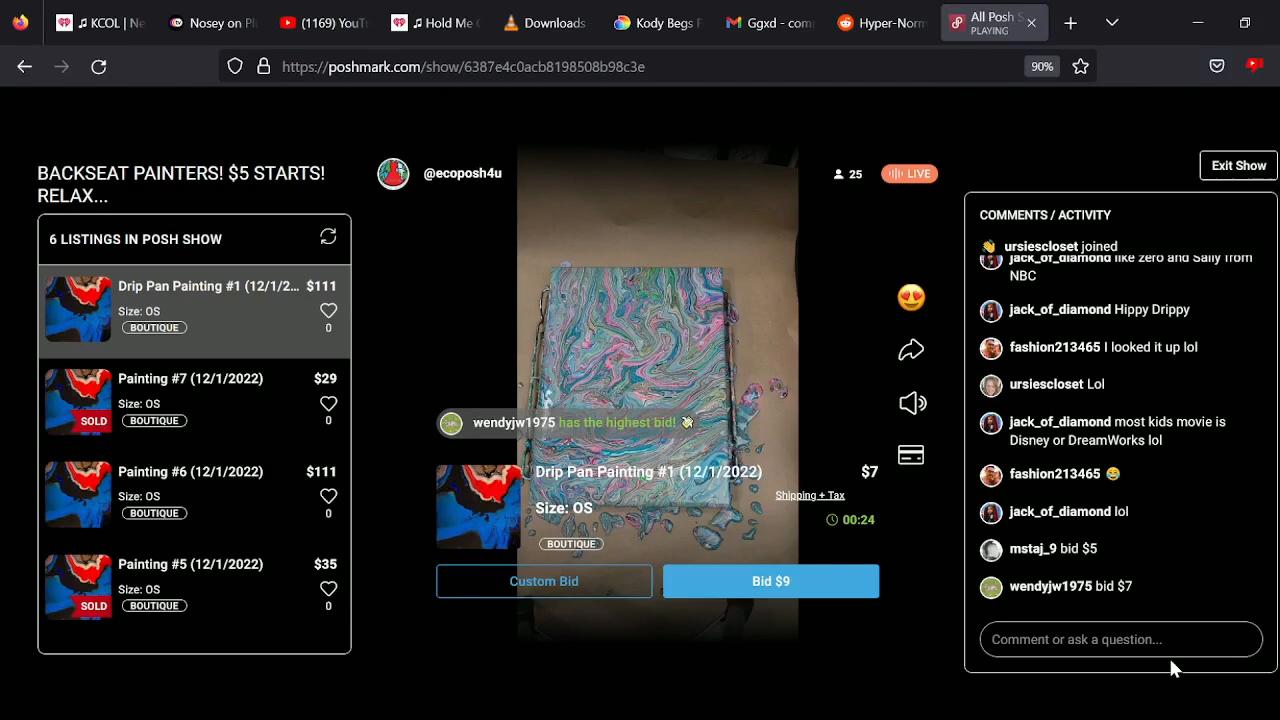 KCOL | Ne
Nosey on Pl
(1169) YouT
Hold Me C
Downloads
Kody Begs F
Ggxd - com
Hyper-Norm
All Posh S
PLAYING
https://poshmark.com/show/6387e4c0acb8198508b98c3e
90%
BACKSEAT PAINTERS! $5 STARTS!
RELAX...
@ecoposh4u
25
LIVE
Exit Show
6 LISTINGS IN POSH SHOW
Drip Pan Painting #1 (12/1/2... $111
Size: OS
BOUTIQUE
0
Painting #7 (12/1/2022) $29
Size: OS
SOLD
BOUTIQUE
0
Painting #6 (12/1/2022) $111
Size: OS
BOUTIQUE
0
Painting #5 (12/1/2022) $35
Size: OS
SOLD
BOUTIQUE
0
wendyjw1975 has the highest bid!
Drip Pan Painting #1 (12/1/2022) $7
Shipping + Tax
Size: OS
00:24
BOUTIQUE
Custom Bid
Bid $9
COMMENTS / ACTIVITY
ursiescloset joined
jack_of_diamond like zero and Sally from
NBC
jack_of_diamond Hippy Drippy
fashion213465 I looked it up lol
ursiescloset Lol
jack_of_diamond most kids movie is
Disney or DreamWorks lol
fashion213465 😂
jack_of_diamond lol
mstaj_9 bid $5
wendyjw1975 bid $7
Comment or ask a question...